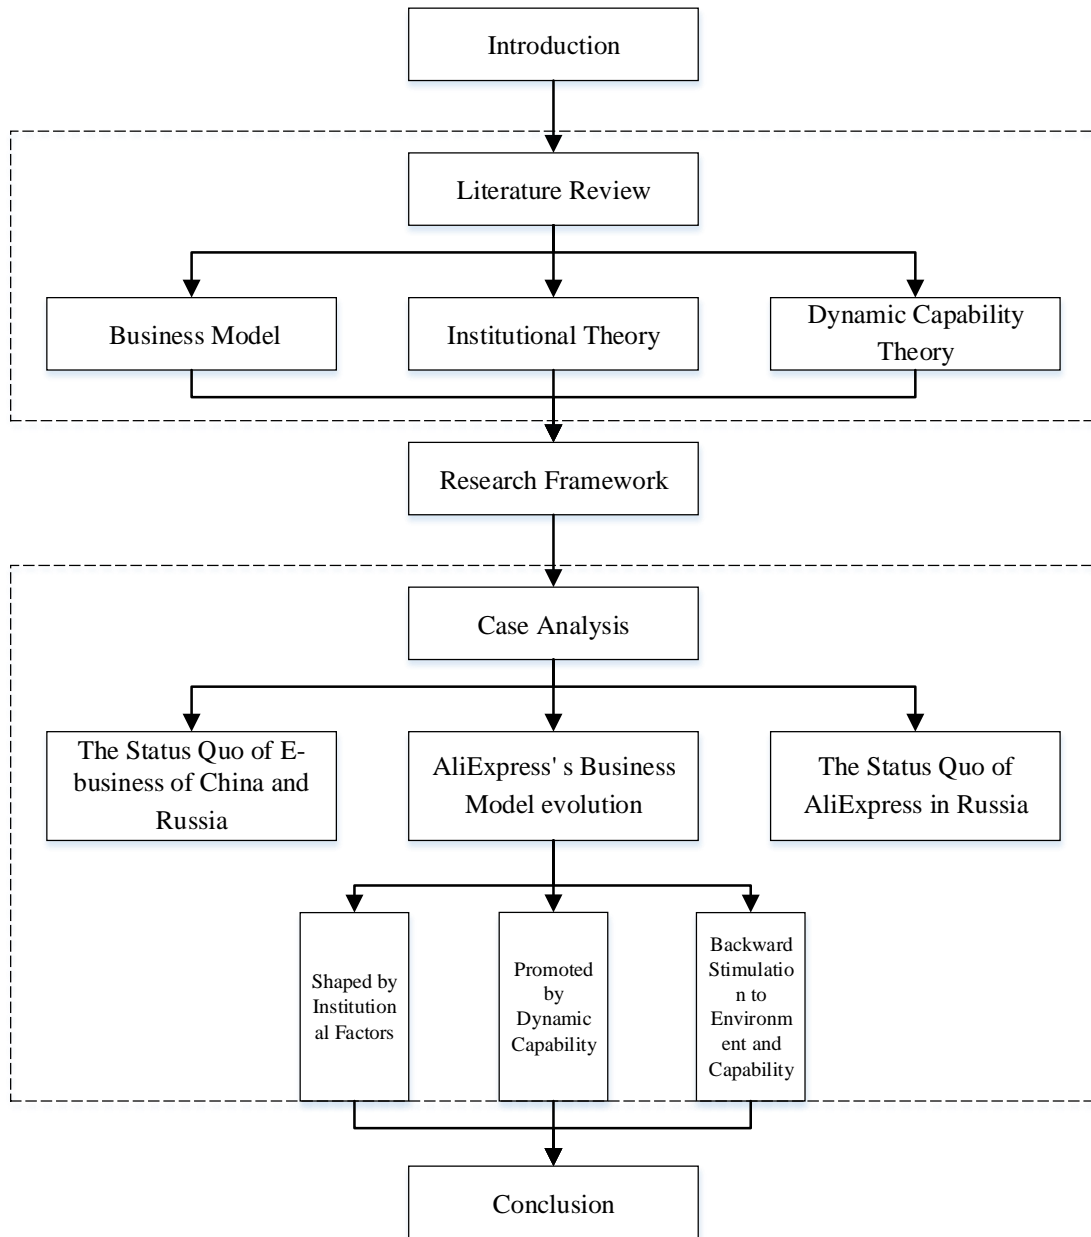 Introduction
Literature Review
Business Model
Institutional Theory
Dynamic Capability
Theory
Research Framework
Case Analysis
The Status Quo of E-
business of China and
Russia
AliExpress' s Business
Model evolution
The Status Quo of
AliExpress in Russia
Shaped by
Institution
al Factors
Promoted
by
Dynamic
Capability
Backward
Stimulatio
n to
Environm
ent and
Capability
Conclusion